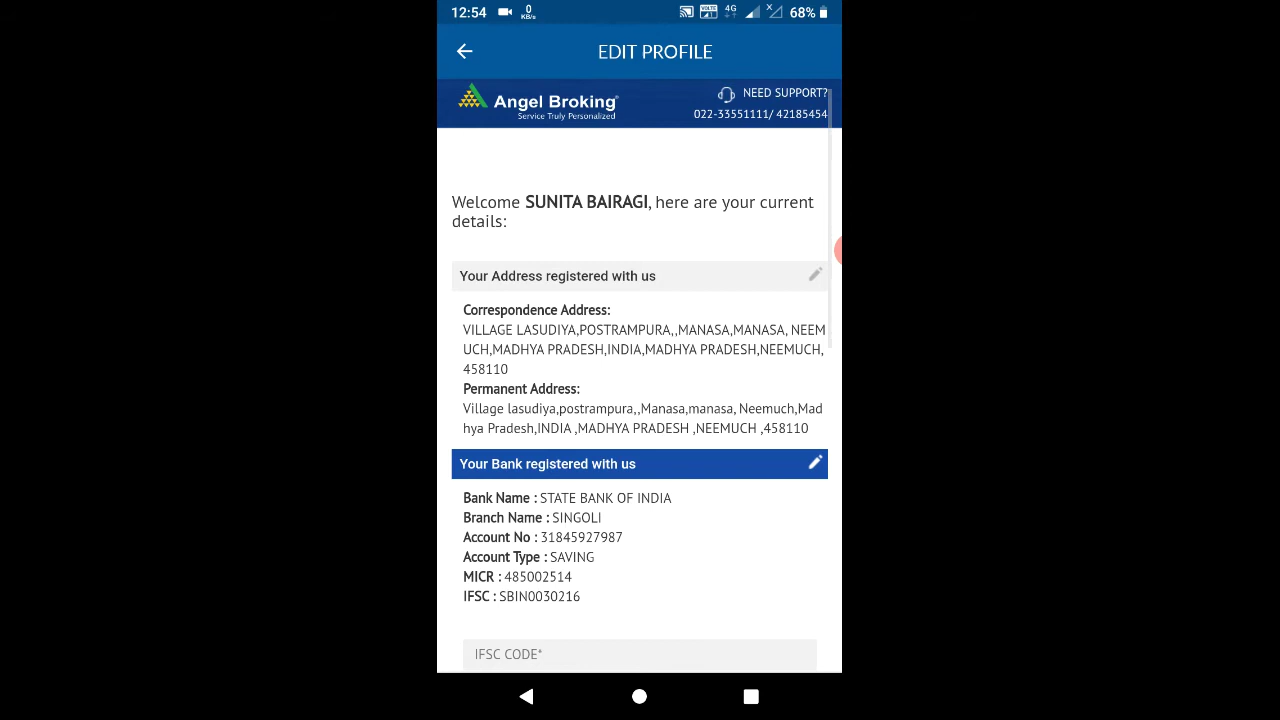 12:54 0 KB/s VOLTE 4G X 68%
EDIT PROFILE
Angel Broking
Service Truly Personalized
NEED SUPPORT?
022-33551111/ 42185454
Welcome SUNITA BAIRAGI, here are your current
details:
Your Address registered with us
Correspondence Address:
VILLAGE LASUDIYA,POSTRAMPURA,,MANASA,MANASA, NEEM
UCH,MADHYA PRADESH,INDIA,MADHYA PRADESH,NEEMUCH,
458110
Permanent Address:
Village lasudiya,postrampura,,Manasa,manasa, Neemuch,Mad
hya Pradesh,INDIA ,MADHYA PRADESH ,NEEMUCH ,458110
Your Bank registered with us
Bank Name : STATE BANK OF INDIA
Branch Name : SINGOLI
Account No : 31845927987
Account Type : SAVING
MICR : 485002514
IFSC : SBIN0030216
IFSC CODE*